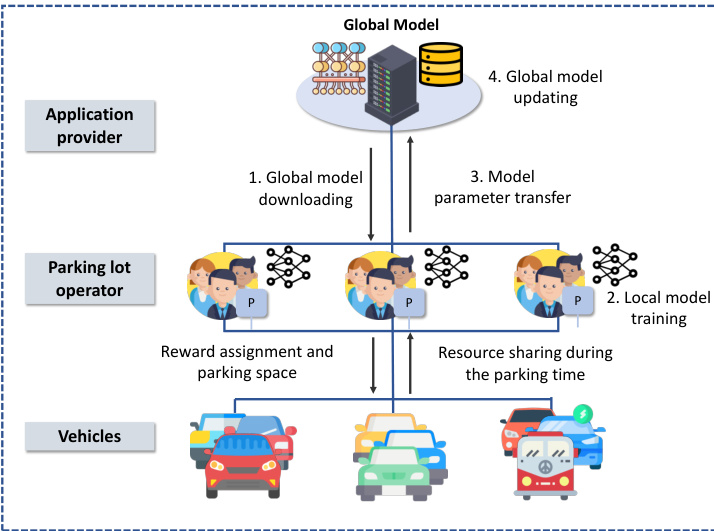 Global Model
4. Global model
updating
Application
provider
1. Global model
downloading
3. Model
parameter transfer
Parking lot
operator
P
P
P
2. Local model
training
Reward assignment and
parking space
Resource sharing during
the parking time
Vehicles